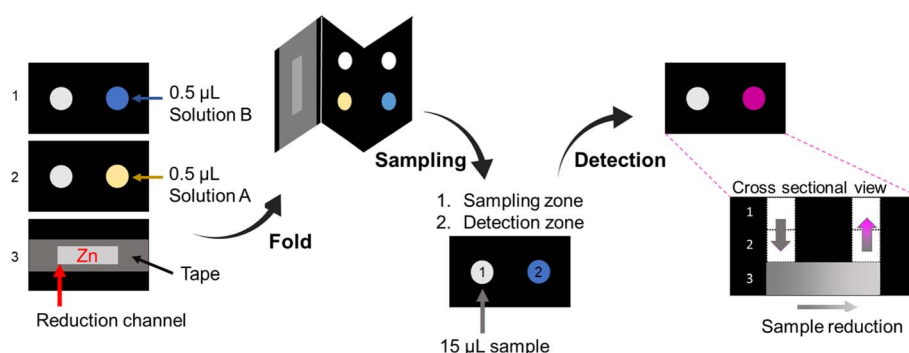 1
0.5 µL
Solution B
2
0.5 µL
Solution A
3
Zn
Tape
Reduction channel
Fold
Sampling
1. Sampling zone
2. Detection zone
1
2
15 µL sample
Detection
Cross sectional view
1
2
3
Sample reduction